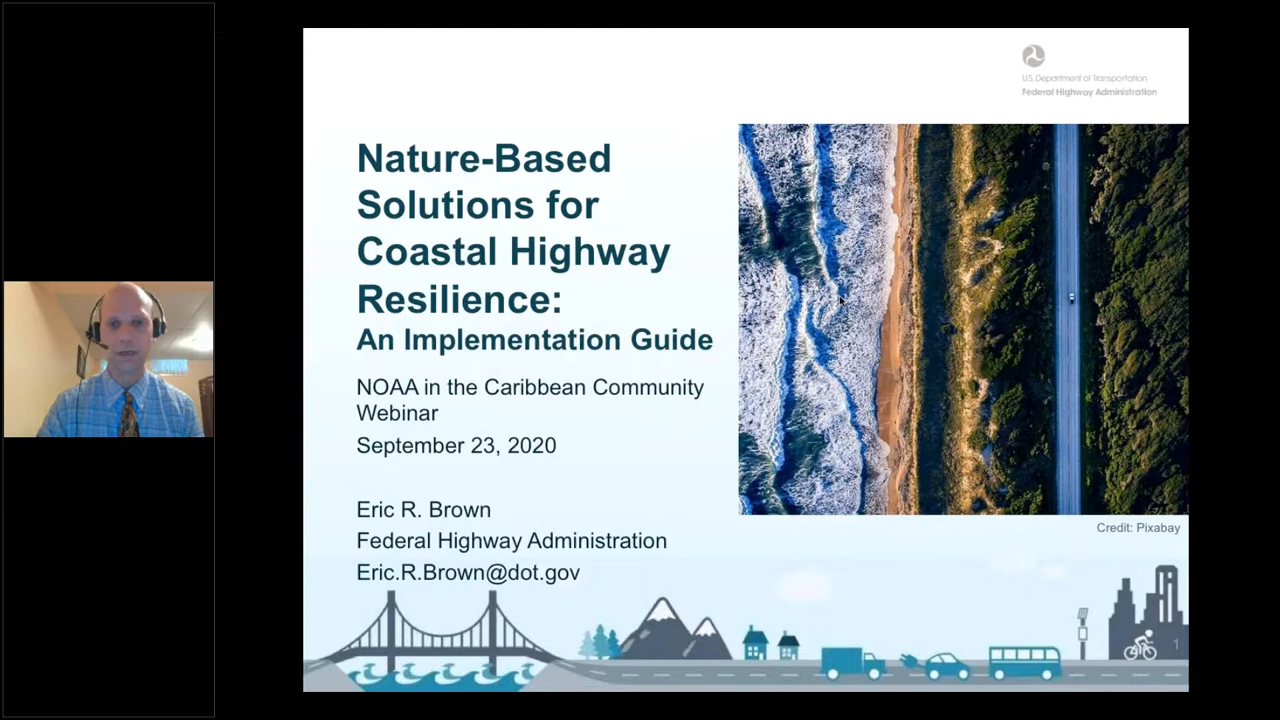 U.S. Department of Transportation
Federal Highway Administration
Nature-Based
Solutions for
Coastal Highway
Resilience:
An Implementation Guide
NOAA in the Caribbean Community
Webinar
September 23, 2020
Eric R. Brown
Federal Highway Administration
Eric.R.Brown@dot.gov
Credit: Pixabay
1